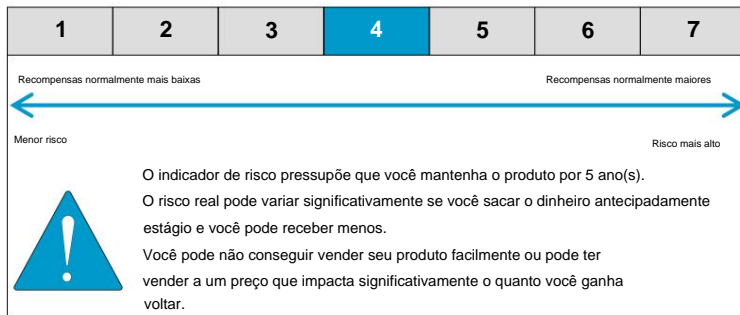 1 2 3 4 5 6 7
Recompensas normalmente mais baixas Recompensas normalmente maiores
Menor risco Risco mais alto
O indicador de risco pressupõe que você mantenha o produto por 5 ano(s).
O risco real pode variar significativamente se você sacar o dinheiro antecipadamente
estágio e você pode receber menos.
Você pode não conseguir vender seu produto facilmente ou pode ter
vender a um preço que impacta significativamente o quanto você ganha
voltar.